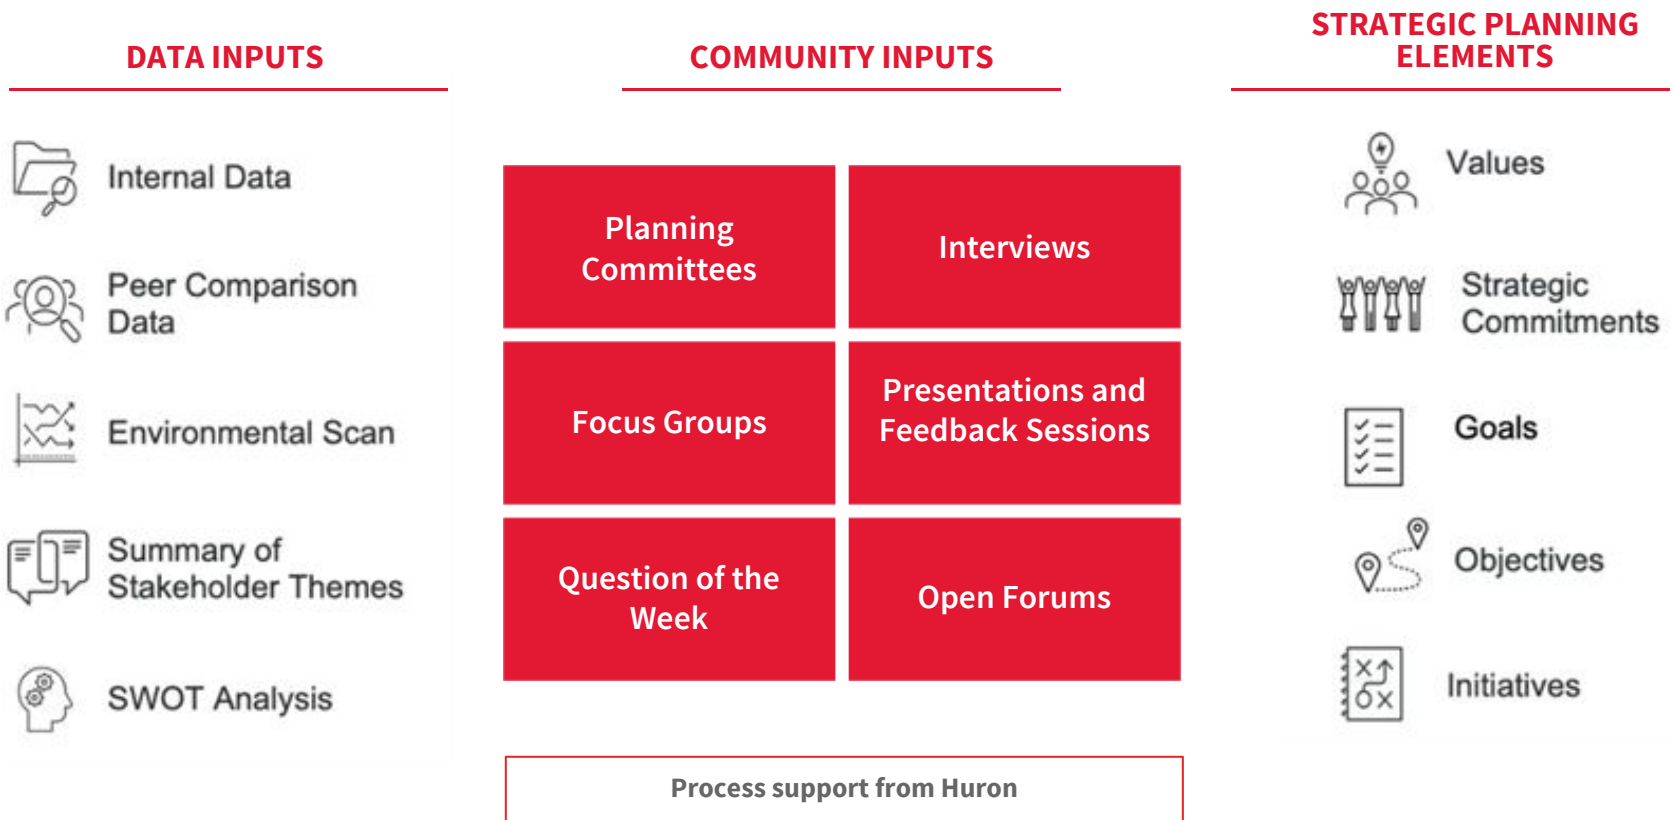 DATA INPUTS
Internal Data
Peer Comparison
Data
Environmental Scan
Summary of
Stakeholder Themes
SWOT Analysis
COMMUNITY INPUTS
Planning
Committees
Interviews
Focus Groups
Presentations and
Feedback Sessions
Question of the
Week
Open Forums
Process support from Huron
STRATEGIC PLANNING
ELEMENTS
Values
Strategic
Commitments
Goals
Objectives
Initiatives